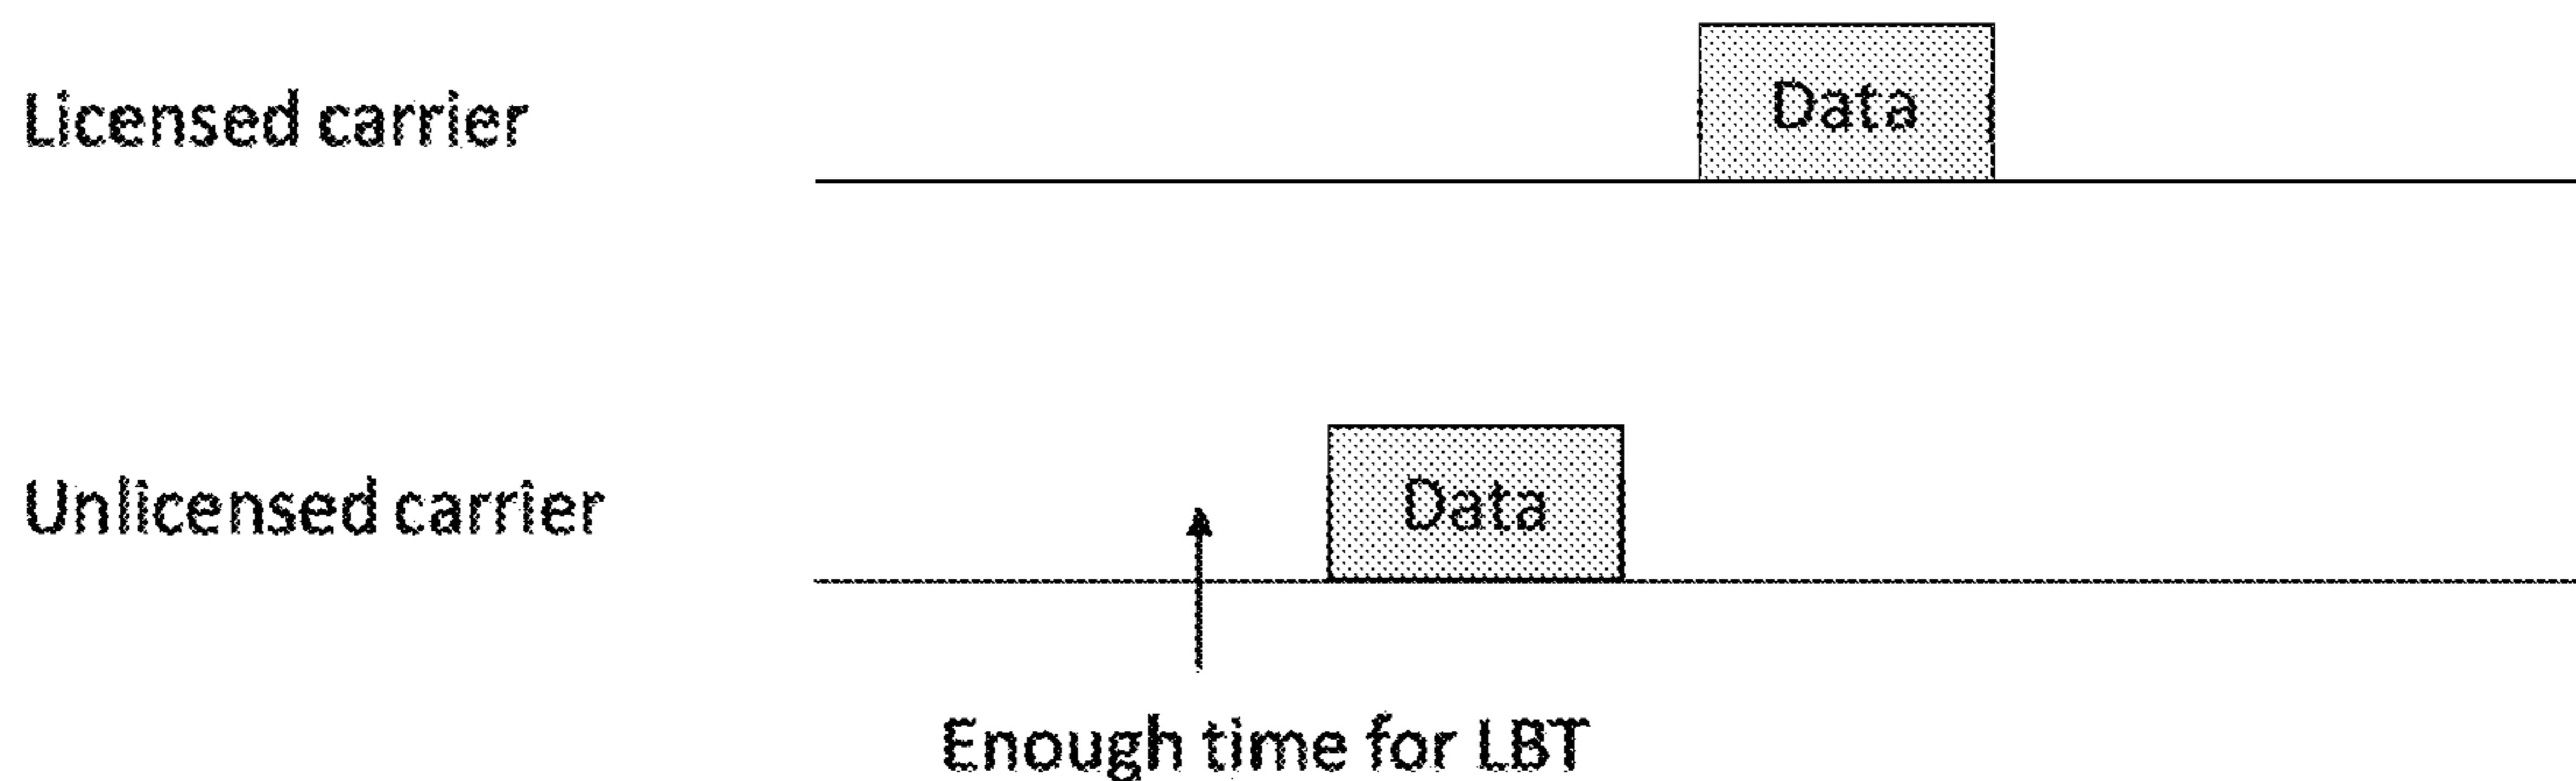 Data
Licensed carrier
Data
Unlicensed carrier
Enough time for LBT